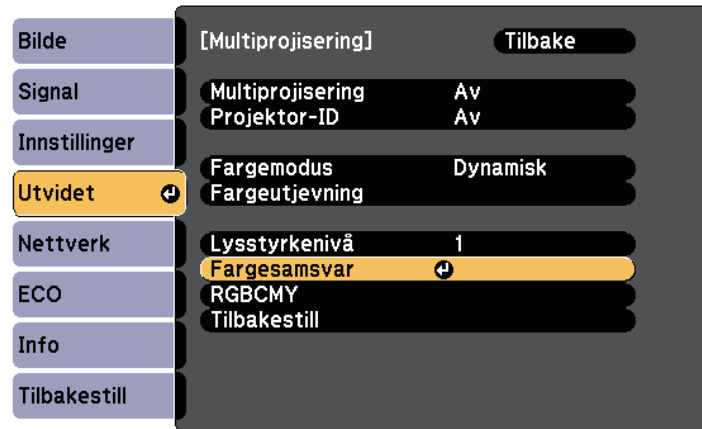 Bilde
Signal
Innstillinger
Utvidet
Nettverk
ECO
Info
Tilbakestill
[Multiprojisering] Tilbake
Multiprojisering Av
Projektor-ID Av
Fargemodus Dynamisk
Fargeutjevning
Lysstyrkenivå 1
Fargesamsvar
RGBCMY
Tilbakestill